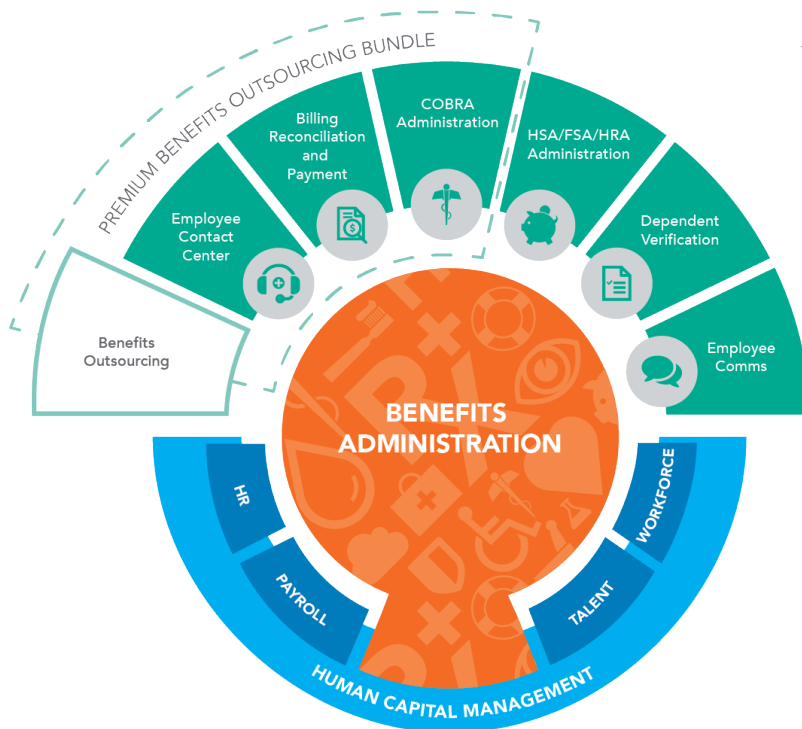 PREMIUM BENEFITS OUTSOURCING BUNDLE
Benefits
Outsourcing
Employee
Contact
Center
Billing
Reconciliation
and
Payment
COBRA
Administration
HSA/FSA/HRA
Administration
Dependent
Verification
Employee
Comms
BENEFITS
ADMINISTRATION
HR
PAYROLL
TALENT
WORKFORCE
HUMAN CAPITAL MANAGEMENT